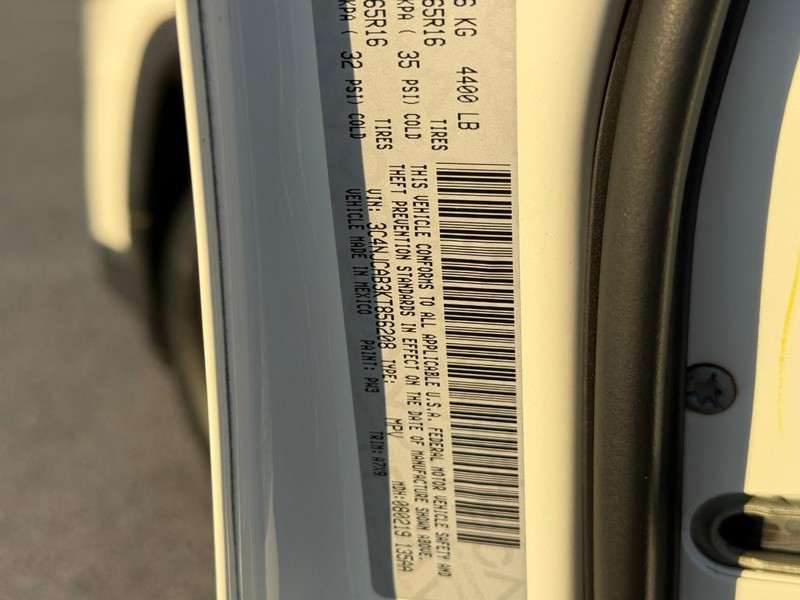 6 KG 4400 LB
65R16 TIRES
KPA ( 35 PSI) COLD
65R16 TIRES
KPA ( 32 PSI) COLD
THIS VEHICLE CONFORMS TO ALL APPLICABLE U.S.A. FEDERAL MOTOR VEHICLE SAFETY AND
THEFT PREVENTION STANDARDS IN EFFECT ON THE DATE OF MANUFACTURE SHOWN ABOVE.
VIN: 3C4NJCAB3KT856208 TYPE: MPV MDH:080219 135AA
VEHICLE MADE IN MEXICO PAINT: PW3 TRIM: A7X9